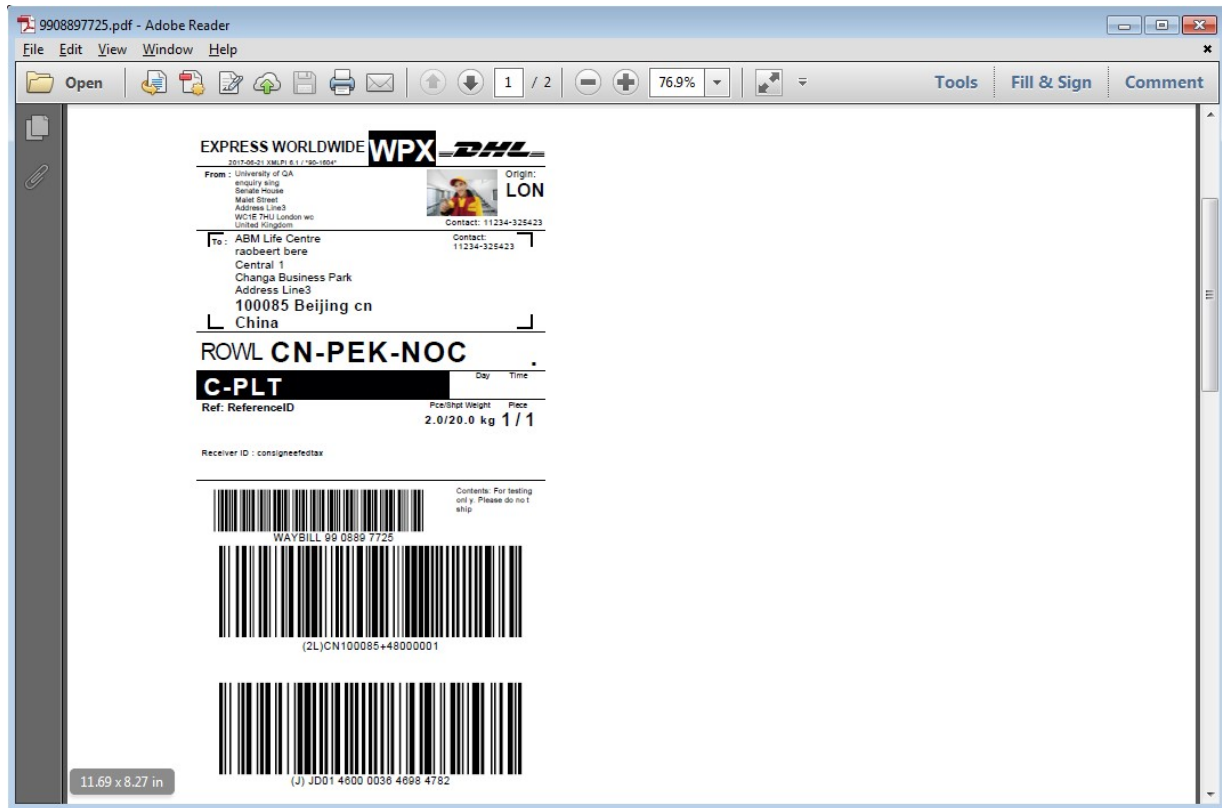 9908897725.pdf - Adobe Reader
File Edit View Window Help
Open 1 / 2 76.9% Tools Fill & Sign Comment
EXPRESS WORLDWIDE WPX DHL
2017-06-21 XMLPI 6.1 / *90-1604*
From : University of QA
enquiry sing
Senate House
Malet Street
Address Line3
WC1E 7HU London wc
United Kingdom
Origin:
LON
Contact: 11234-325423
To : ABM Life Centre
raobeert bere
Central 1
Changa Business Park
Address Line3
100085 Beijing cn
China
Contact:
11234-325423
ROWL CN-PEK-NOC .
C-PLT
Day Time
Ref: ReferenceID
Pce/Shpt Weight Piece
2.0/20.0 kg 1 / 1
Receiver ID : consigneefedtax
Contents: For testing
onl y. Please do no t
ship
WAYBILL 99 0889 7725
(2L)CN100085+48000001
(J) JD01 4600 0036 4698 4782
11.69 x 8.27 in